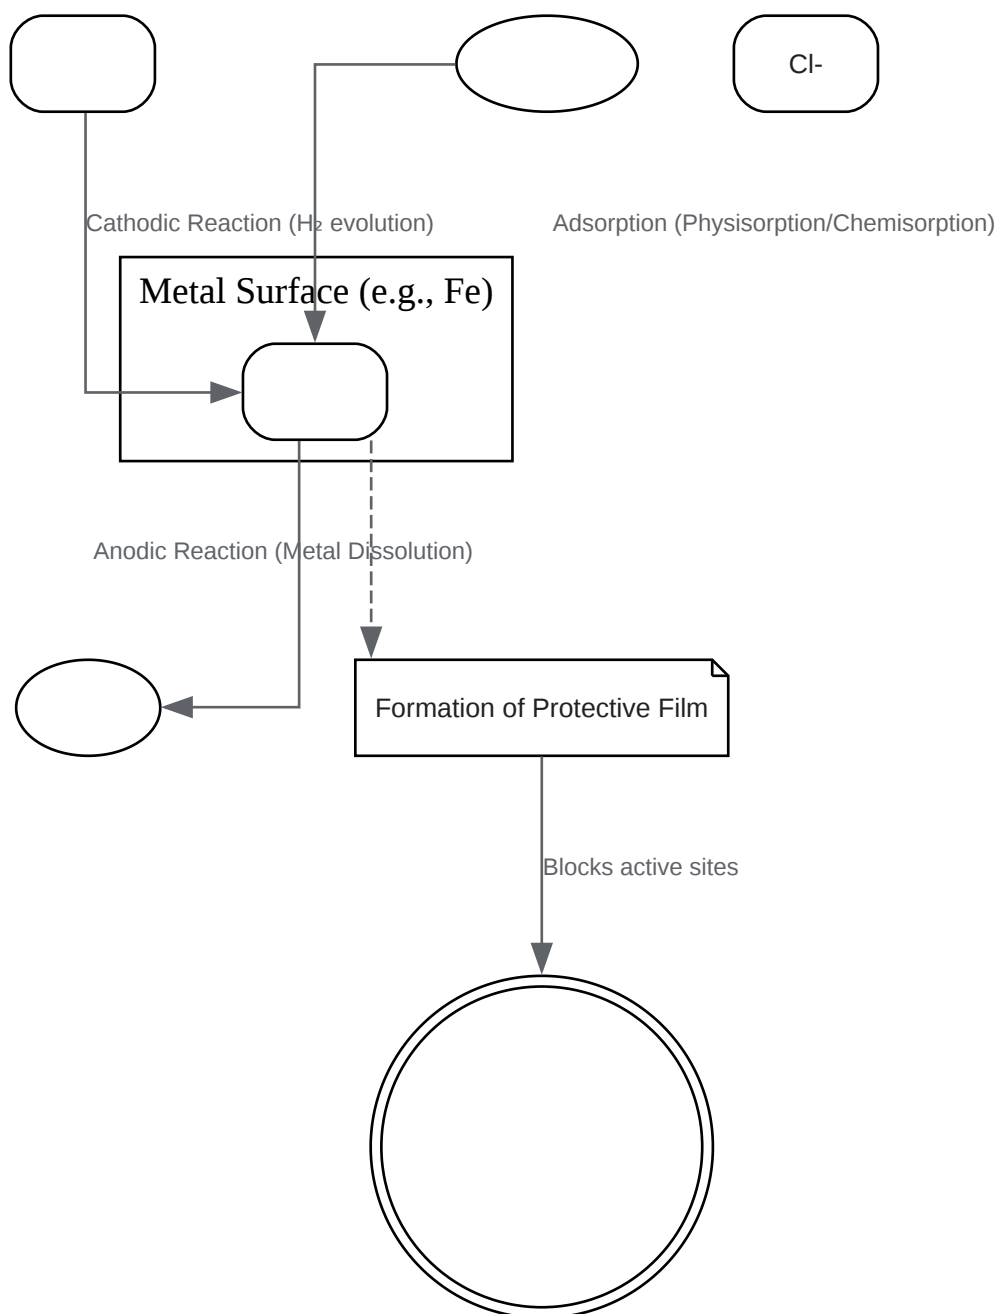 Cl-
Cathodic Reaction (H₂ evolution)
Adsorption (Physisorption/Chemisorption)
Metal Surface (e.g., Fe)
Anodic Reaction (Metal Dissolution)
Formation of Protective Film
Blocks active sites